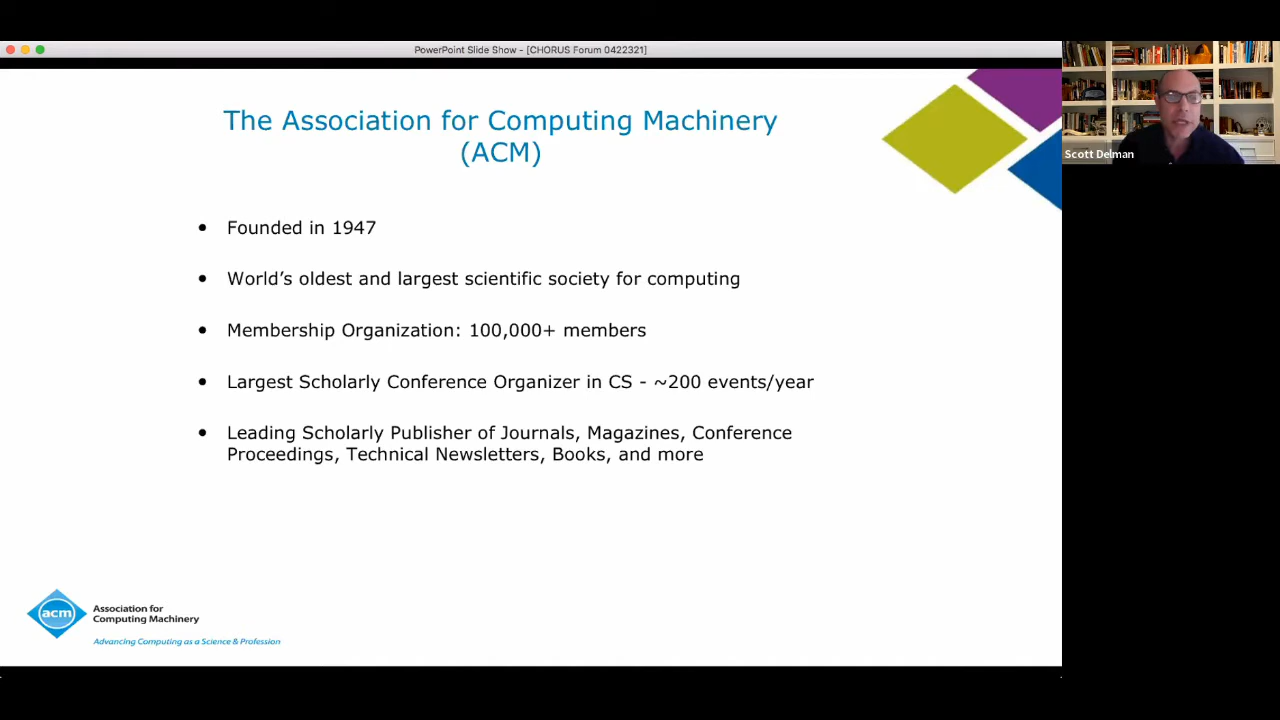 PowerPoint Slide Show - [CHORUS Forum 0422321]
The Association for Computing Machinery
(ACM)
• Founded in 1947
• World's oldest and largest scientific society for computing
• Membership Organization: 100,000+ members
• Largest Scholarly Conference Organizer in CS - ~200 events/year
• Leading Scholarly Publisher of Journals, Magazines, Conference
Proceedings, Technical Newsletters, Books, and more
acm
Association for
Computing Machinery
Advancing Computing as a Science & Profession
Scott Delman